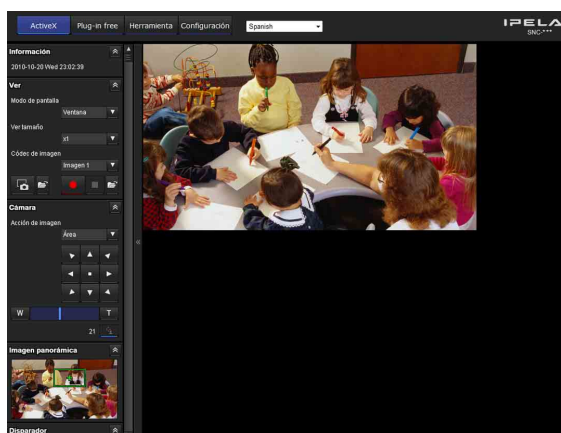 ActiveX Plug-in free Herramienta Configuración Spanish
IPELA
SNC-***
Información
2010-10-20 Wed 23:02:39
Ver
Modo de pantalla
Ventana
Ver tamaño
x1
Códes de imagen
Imagen 1
Cámara
Acción de imagen
Área
W T
21
Imagen panorámica
Disparador